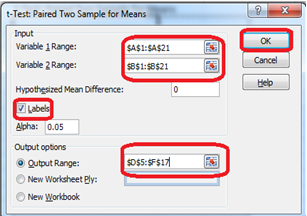 t-Test: Paired Two Sample for Means
Input
Variable 1 Range: $A$1:$A$21
Variable 2 Range: $B$1:$B$21
Hypothesized Mean Difference: 0
Labels
Alpha: 0.05
Output options
Output Range: $D$5:$F$17
New Worksheet Ply:
New Workbook
OK
Cancel
Help